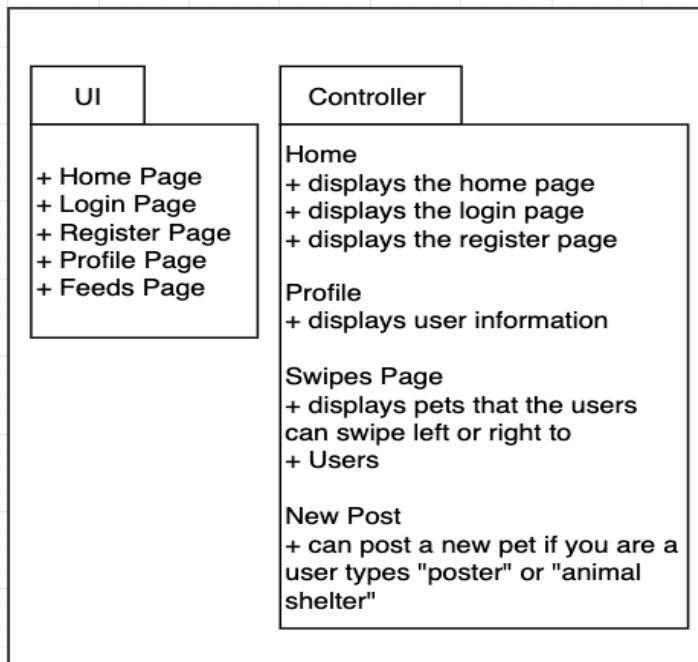 UI
+ Home Page
+ Login Page
+ Register Page
+ Profile Page
+ Feeds Page
Controller
Home
+ displays the home page
+ displays the login page
+ displays the register page
Profile
+ displays user information
Swipes Page
+ displays pets that the users
can swipe left or right to
+ Users
New Post
+ can post a new pet if you are a
user types "poster" or "animal
shelter"